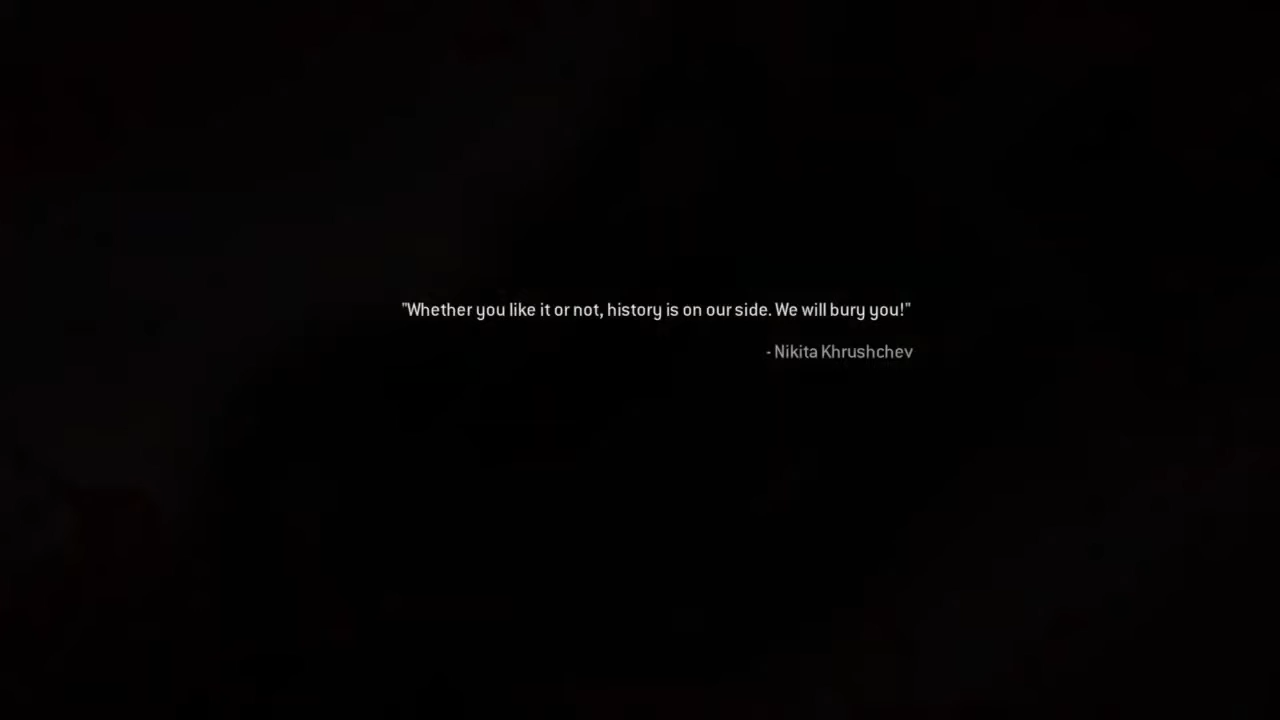 "Whether you like it or not, history is on our side. We will bury you!"
- Nikita Khrushchev